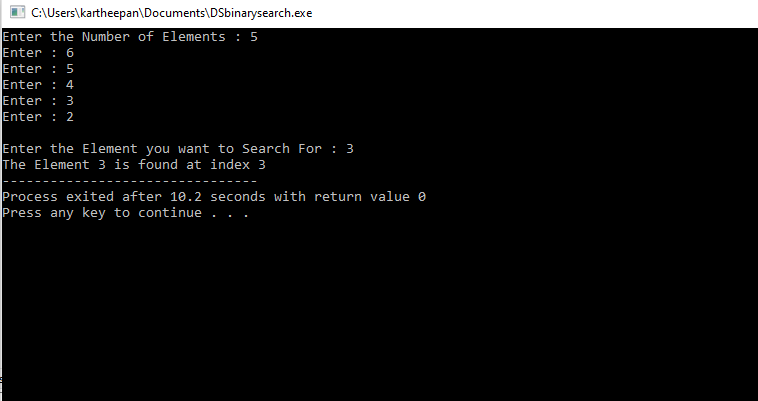 C:\Users\kartheepan\Documents\DSbinarysearch.exe
Enter the Number of Elements : 5
Enter : 6
Enter : 5
Enter : 4
Enter : 3
Enter : 2
Enter the Element you want to Search For : 3
The Element 3 is found at index 3
--------------------------------
Process exited after 10.2 seconds with return value 0
Press any key to continue . . .